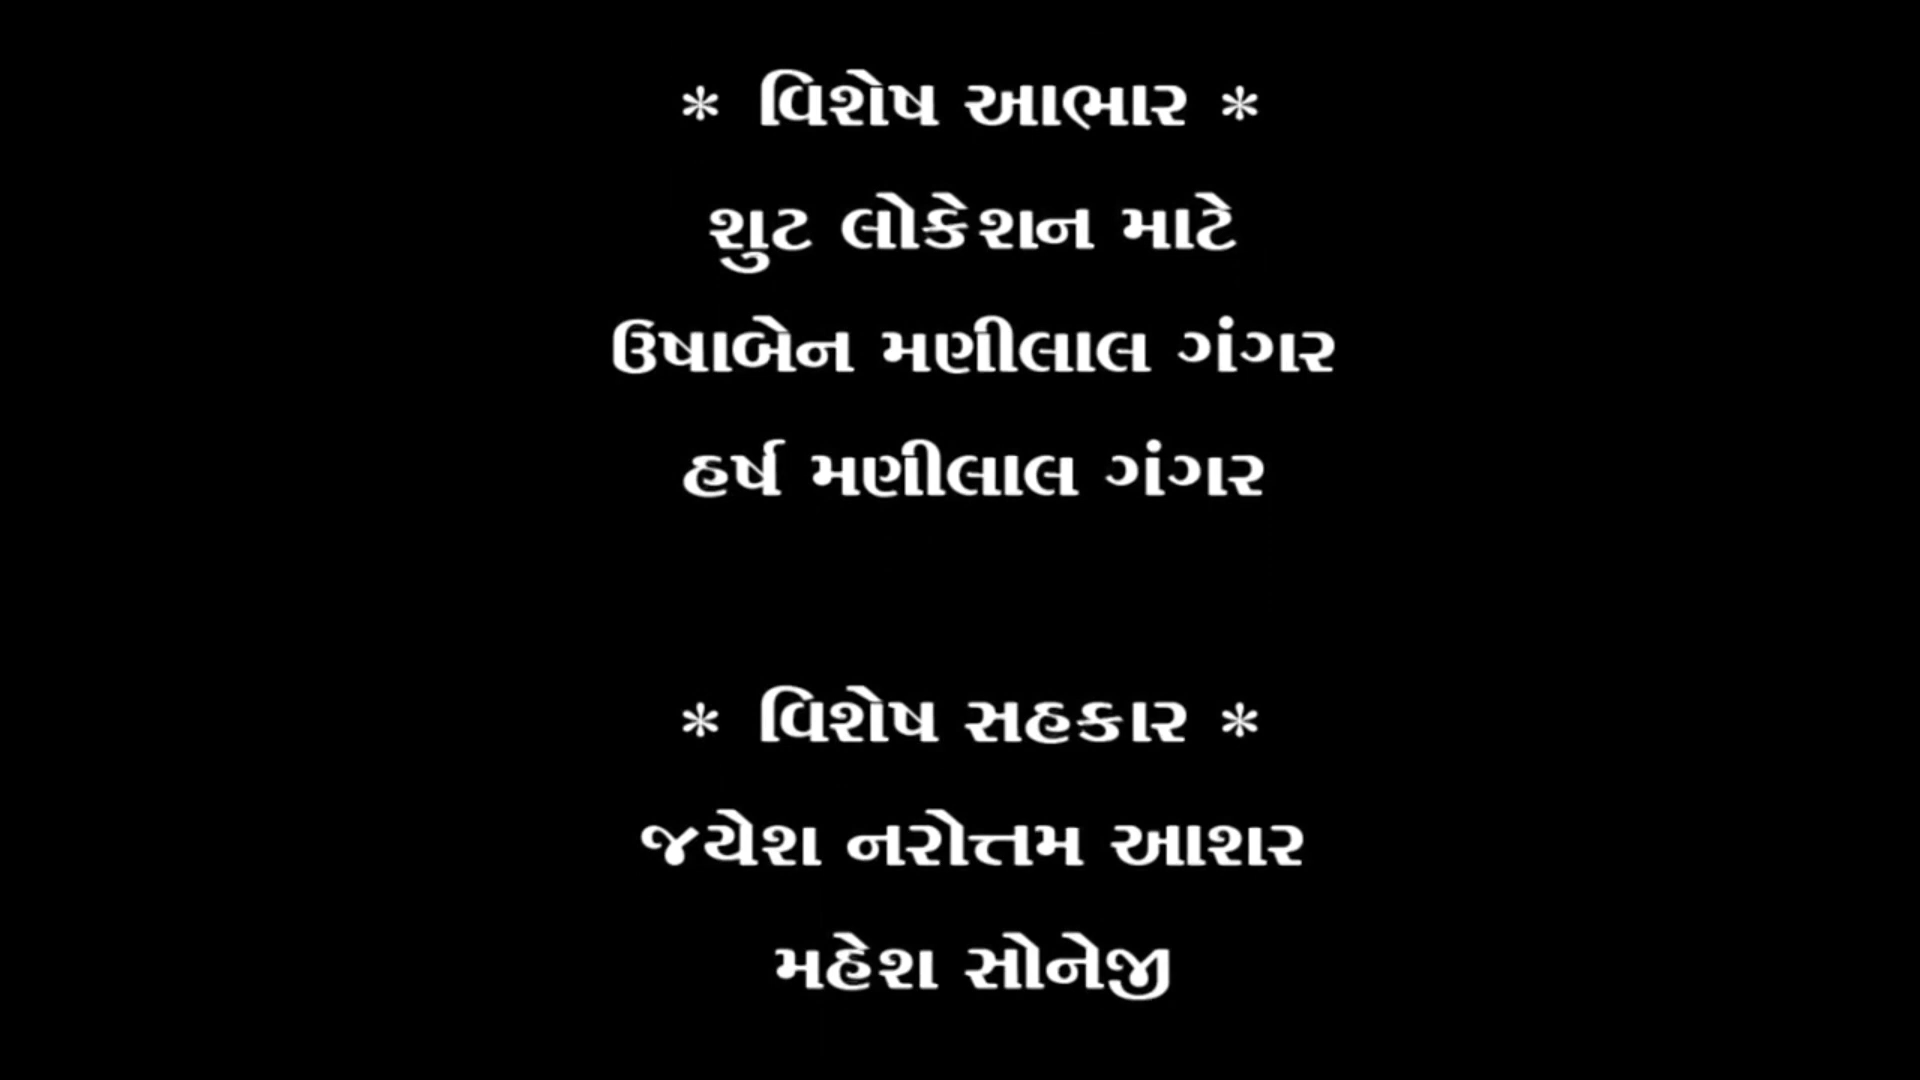 * વિશેષ આભાર *
શુટ લોકેશન માટે
ઉષાબેન મણીલાલ ગંગર
હર્ષ મણીલાલ ગંગર
* વિશેષ સહકાર *
જયેશ નરોત્તમ આશર
મહેશ સોનેજી